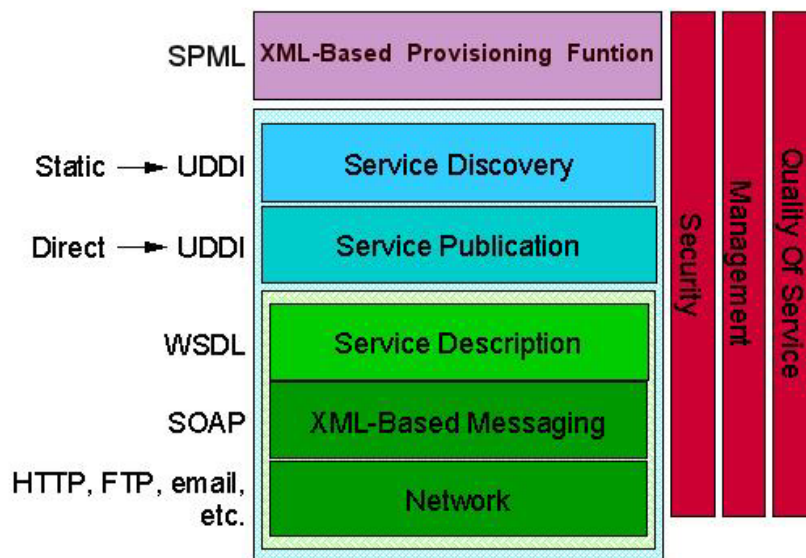 SPML XML-Based Provisioning Funtion
Static → UDDI Service Discovery
Direct → UDDI Service Publication
WSDL Service Description
SOAP XML-Based Messaging
HTTP, FTP, email,
etc.
Network
Security
Management
Quality Of Service